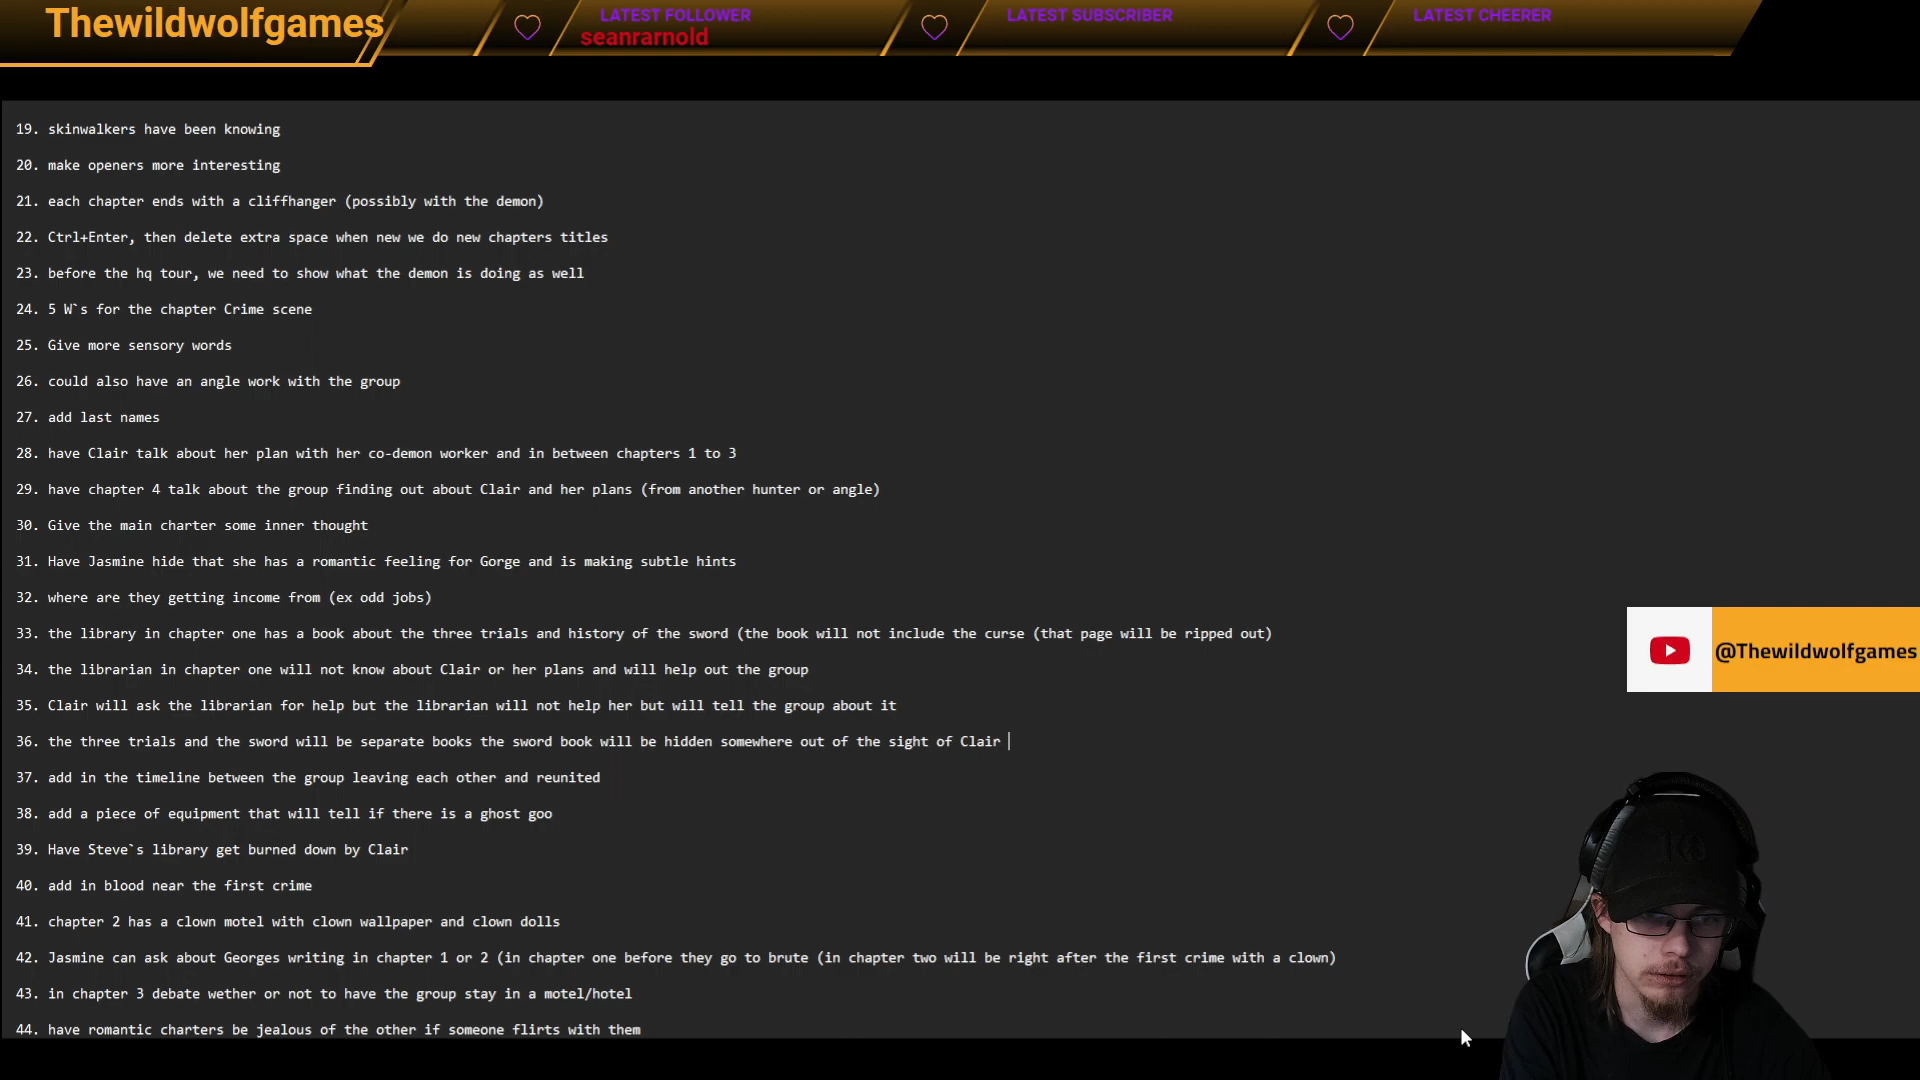 Thewildwolfgames
LATEST FOLLOWER
seanrarnold
LATEST SUBSCRIBER
LATEST CHEERER
19. skinwalkers have been knowing
20. make openers more interesting
21. each chapter ends with a cliffhanger (possibly with the demon)
22. Ctrl+Enter, then delete extra space when new we do new chapters titles
23. before the hq tour, we need to show what the demon is doing as well
24. 5 W`s for the chapter Crime scene
25. Give more sensory words
26. could also have an angle work with the group
27. add last names
28. have Clair talk about her plan with her co-demon worker and in between chapters 1 to 3
29. have chapter 4 talk about the group finding out about Clair and her plans (from another hunter or angle)
30. Give the main charter some inner thought
31. Have Jasmine hide that she has a romantic feeling for Gorge and is making subtle hints
32. where are they getting income from (ex odd jobs)
33. the library in chapter one has a book about the three trials and history of the sword (the book will not include the curse (that page will be ripped out)
34. the librarian in chapter one will not know about Clair or her plans and will help out the group
35. Clair will ask the librarian for help but the librarian will not help her but will tell the group about it
36. the three trials and the sword will be separate books the sword book will be hidden somewhere out of the sight of Clair
37. add in the timeline between the group leaving each other and reunited
38. add a piece of equipment that will tell if there is a ghost goo
39. Have Steve`s library get burned down by Clair
40. add in blood near the first crime
41. chapter 2 has a clown motel with clown wallpaper and clown dolls
42. Jasmine can ask about Georges writing in chapter 1 or 2 (in chapter one before they go to brute (in chapter two will be right after the first crime with a clown)
43. in chapter 3 debate wether or not to have the group stay in a motel/hotel
44. have romantic charters be jealous of the other if someone flirts with them
@Thewildwolfgames